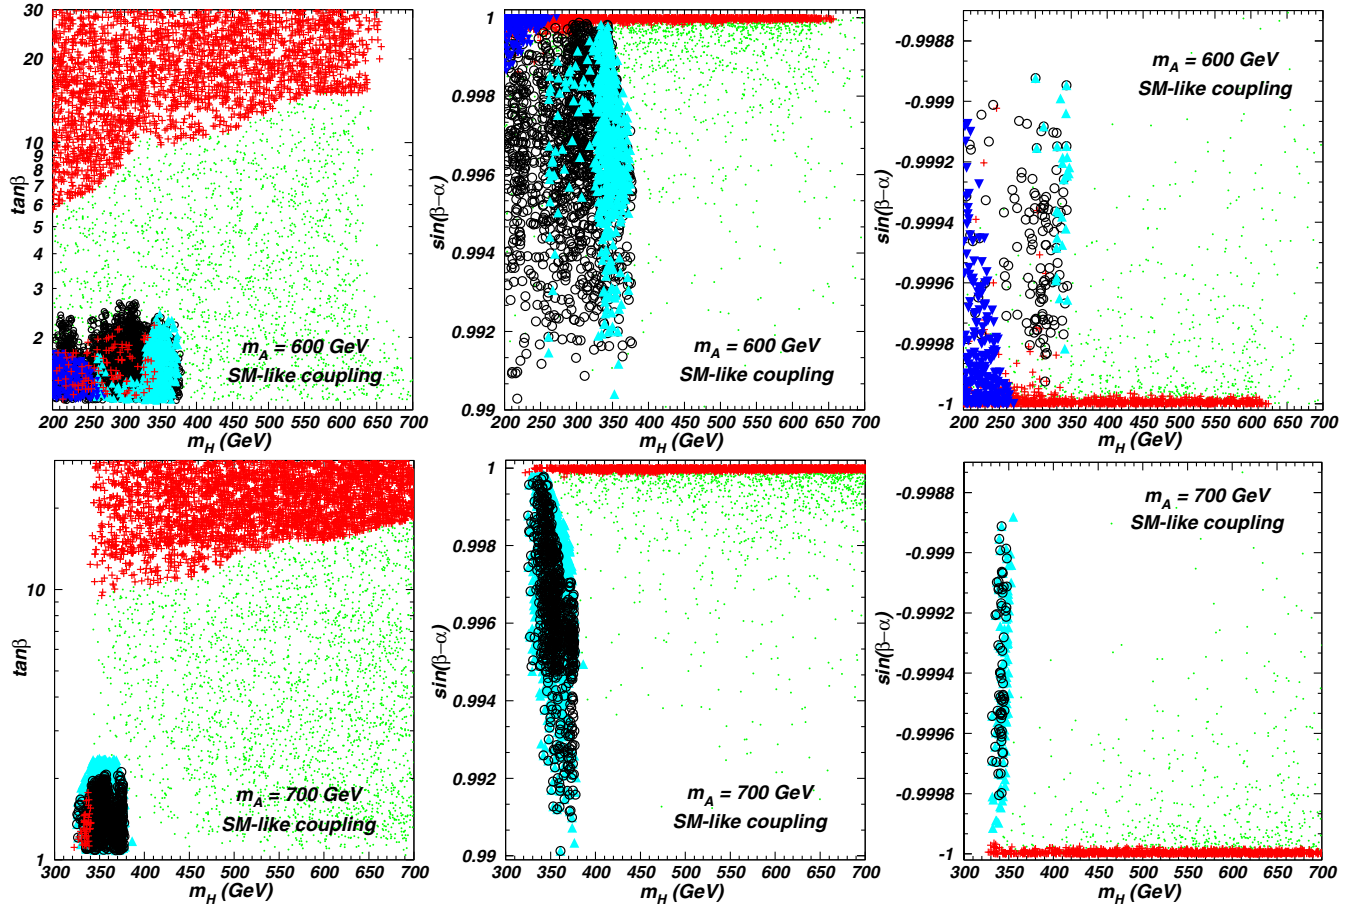 30
20
10
9
8
7
6
5
4
3
2
tanβ
200 250 300 350 400 450 500 550 600 650 700
m_H (GeV)
m_A = 600 GeV
SM-like coupling
1
0.998
0.996
0.994
0.992
0.99
sin(β-α)
200 250 300 350 400 450 500 550 600 650 700
m_H (GeV)
m_A = 600 GeV
SM-like coupling
-0.9988
-0.999
-0.9992
-0.9994
-0.9996
-0.9998
-1
sin(β-α)
200 250 300 350 400 450 500 550 600 650 700
m_H (GeV)
m_A = 600 GeV
SM-like coupling
10
1
tanβ
300 350 400 450 500 550 600 650 700
m_H (GeV)
m_A = 700 GeV
SM-like coupling
1
0.998
0.996
0.994
0.992
0.99
sin(β-α)
300 350 400 450 500 550 600 650 700
m_H (GeV)
m_A = 700 GeV
SM-like coupling
-0.9988
-0.999
-0.9992
-0.9994
-0.9996
-0.9998
-1
sin(β-α)
300 350 400 450 500 550 600 650 700
m_H (GeV)
m_A = 700 GeV
SM-like coupling